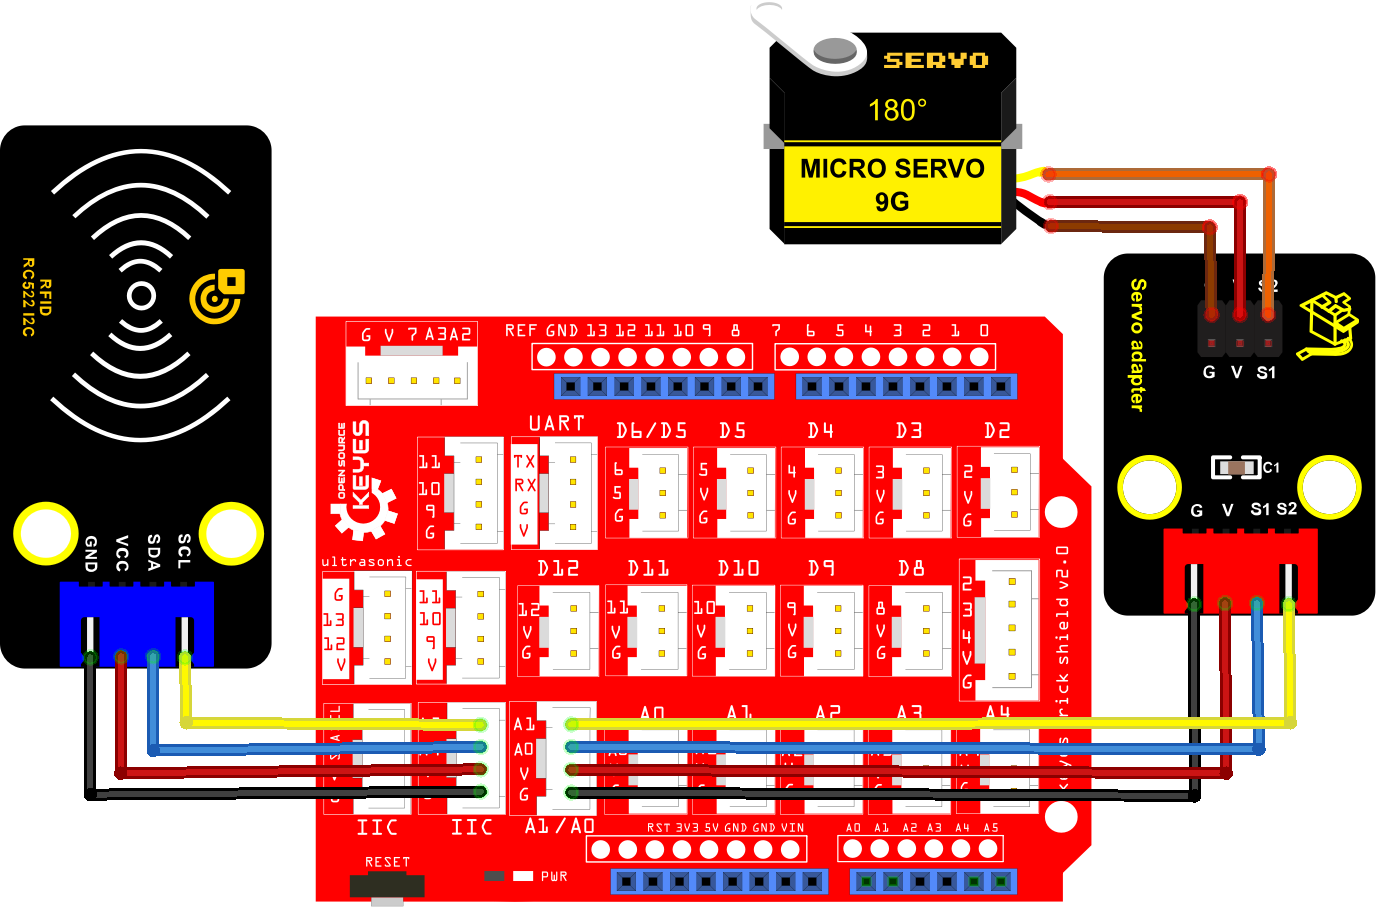 SERVO
180°
MICRO SERVO
9G
RFID
RC522 I2C
GND VCC SDA SCL
Servo adapter
G V S1
C1
G V S1 S2
G V 7 A3 A2
REF GND 13 12 11 10 9 8
7 6 5 4 3 2 1 0
OPEN SOURCE
KEYES
UART
D6/D5
D5
D4
D3
D2
11
10
9
G
TX
RX
G
V
6
5
G
5
V
G
4
V
G
3
V
G
2
V
G
ultrasonic
D12
D11
D10
D9
D8
G
13
12
V
11
10
9
V
12
V
G
11
V
G
10
V
G
9
V
G
8
V
G
2
3
4
V
G
A1
A0
V
G
A0
A1
A2
A3
A4
IIC
IIC
A1/A0
RST 3V3 5V GND GND VIN
A0 A1 A2 A3 A4 A5
RESET
PWR
shield v2.0